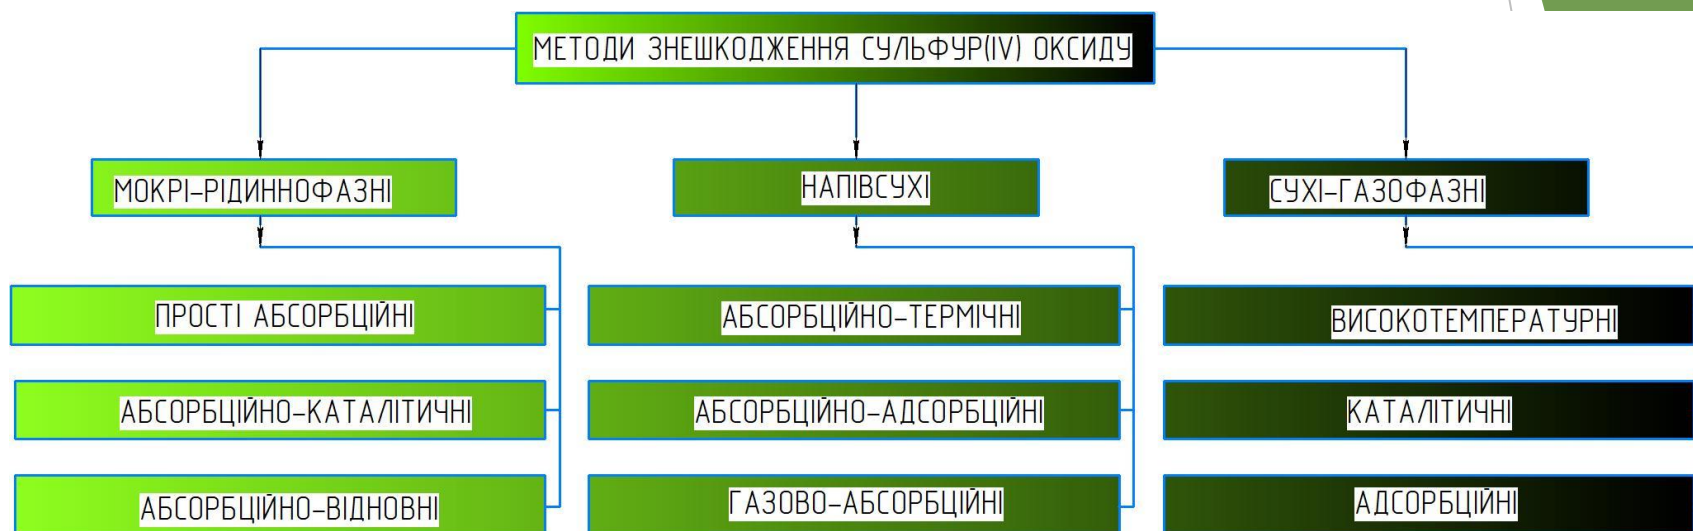 МЕТОДИ ЗНЕШКОДЖЕННЯ СУЛЬФУР(IV) ОКСИДУ
МОКРІ-РІДИННОФАЗНІ
НАПІВСУХІ
СУХІ-ГАЗОФАЗНІ
ПРОСТІ АБСОРБЦІЙНІ
АБСОРБЦІЙНО-ТЕРМІЧНІ
ВИСОКОТЕМПЕРАТУРНІ
АБСОРБЦІЙНО-КАТАЛІТИЧНІ
АБСОРБЦІЙНО-АДСОРБЦІЙНІ
КАТАЛІТИЧНІ
АБСОРБЦІЙНО-ВІДНОВНІ
ГАЗОВО-АБСОРБЦІЙНІ
АДСОРБЦІЙНІ